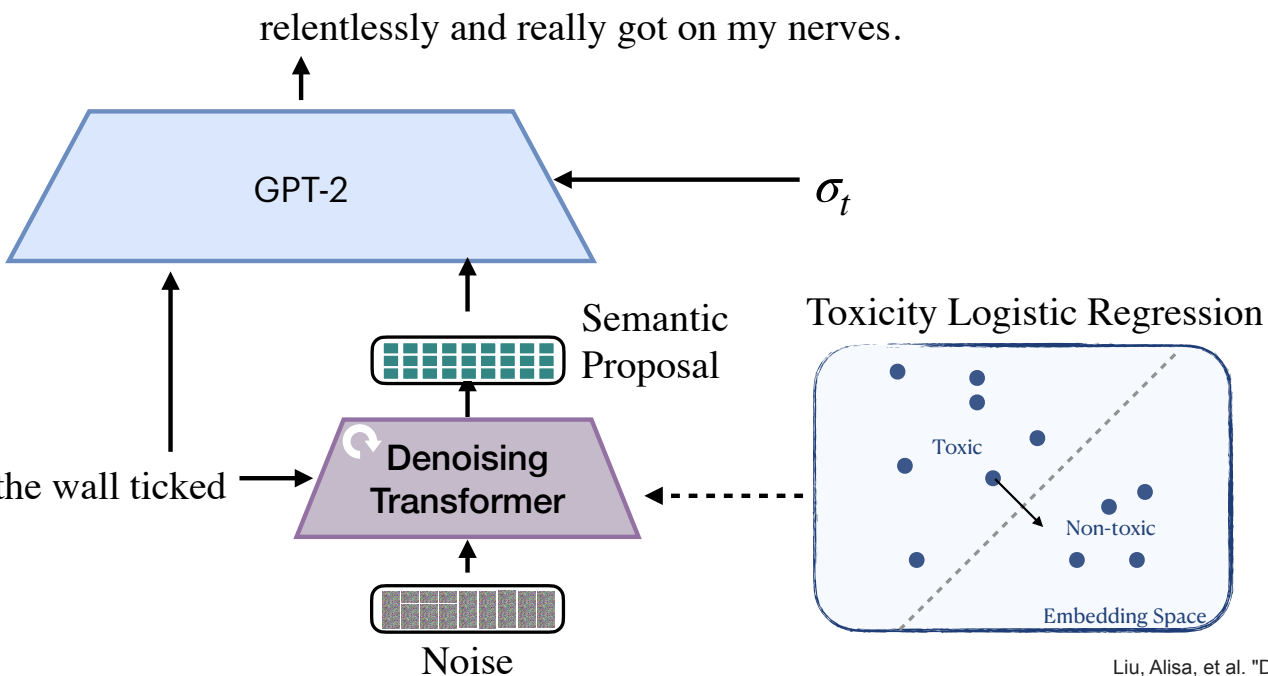 relentlessly and really got on my nerves.
GPT-2
σt
Semantic
Proposal
Toxicity Logistic Regression
Toxic
Non-toxic
Embedding Space
the wall ticked
Denoising
Transformer
Noise
Liu, Alisa, et al. "D